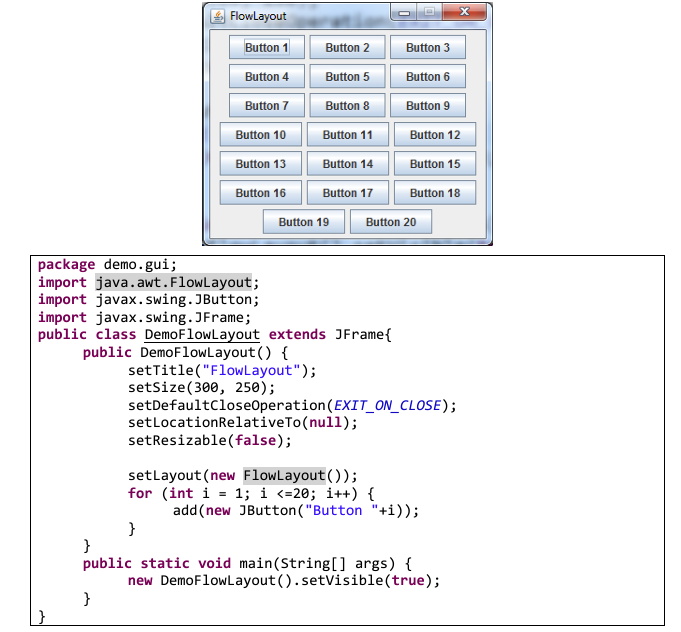 FlowLayout
Button 1 Button 2 Button 3
Button 4 Button 5 Button 6
Button 7 Button 8 Button 9
Button 10 Button 11 Button 12
Button 13 Button 14 Button 15
Button 16 Button 17 Button 18
Button 19 Button 20
package demo.gui;
import java.awt.FlowLayout;
import javax.swing.JButton;
import javax.swing.JFrame;
public class DemoFlowLayout extends JFrame{
public DemoFlowLayout() {
setTitle("FlowLayout");
setSize(300, 250);
setDefaultCloseOperation(EXIT_ON_CLOSE);
setLocationRelativeTo(null);
setResizable(false);
setLayout(new FlowLayout());
for (int i = 1; i <=20; i++) {
add(new JButton("Button "+i));
}
}
public static void main(String[] args) {
new DemoFlowLayout().setVisible(true);
}
}